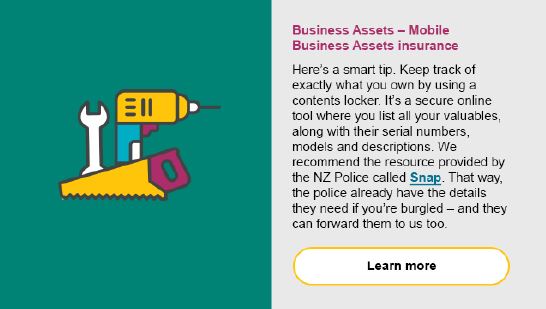 Business Assets – Mobile
Business Assets insurance
Here's a smart tip. Keep track of
exactly what you own by using a
contents locker. It's a secure online
tool where you list all your valuables,
along with their serial numbers,
models and descriptions. We
recommend the resource provided by
the NZ Police called Snap. That way,
the police already have the details
they need if you're burgled – and they
can forward them to us too.
Learn more